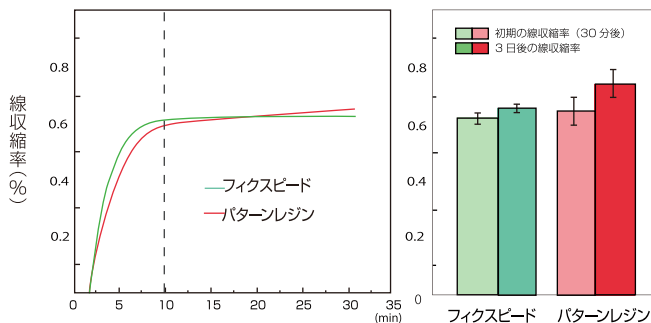 線収縮率(%)
0.8
0.6
0.4
0.2
0
5
10
15
20
25
30
35
(min)
フィクスピード
パターンレジン
初期の線収縮率（30分後）
3日後の線収縮率
0.8
0.6
0.4
0.2
0
フィクスピード
パターンレジン